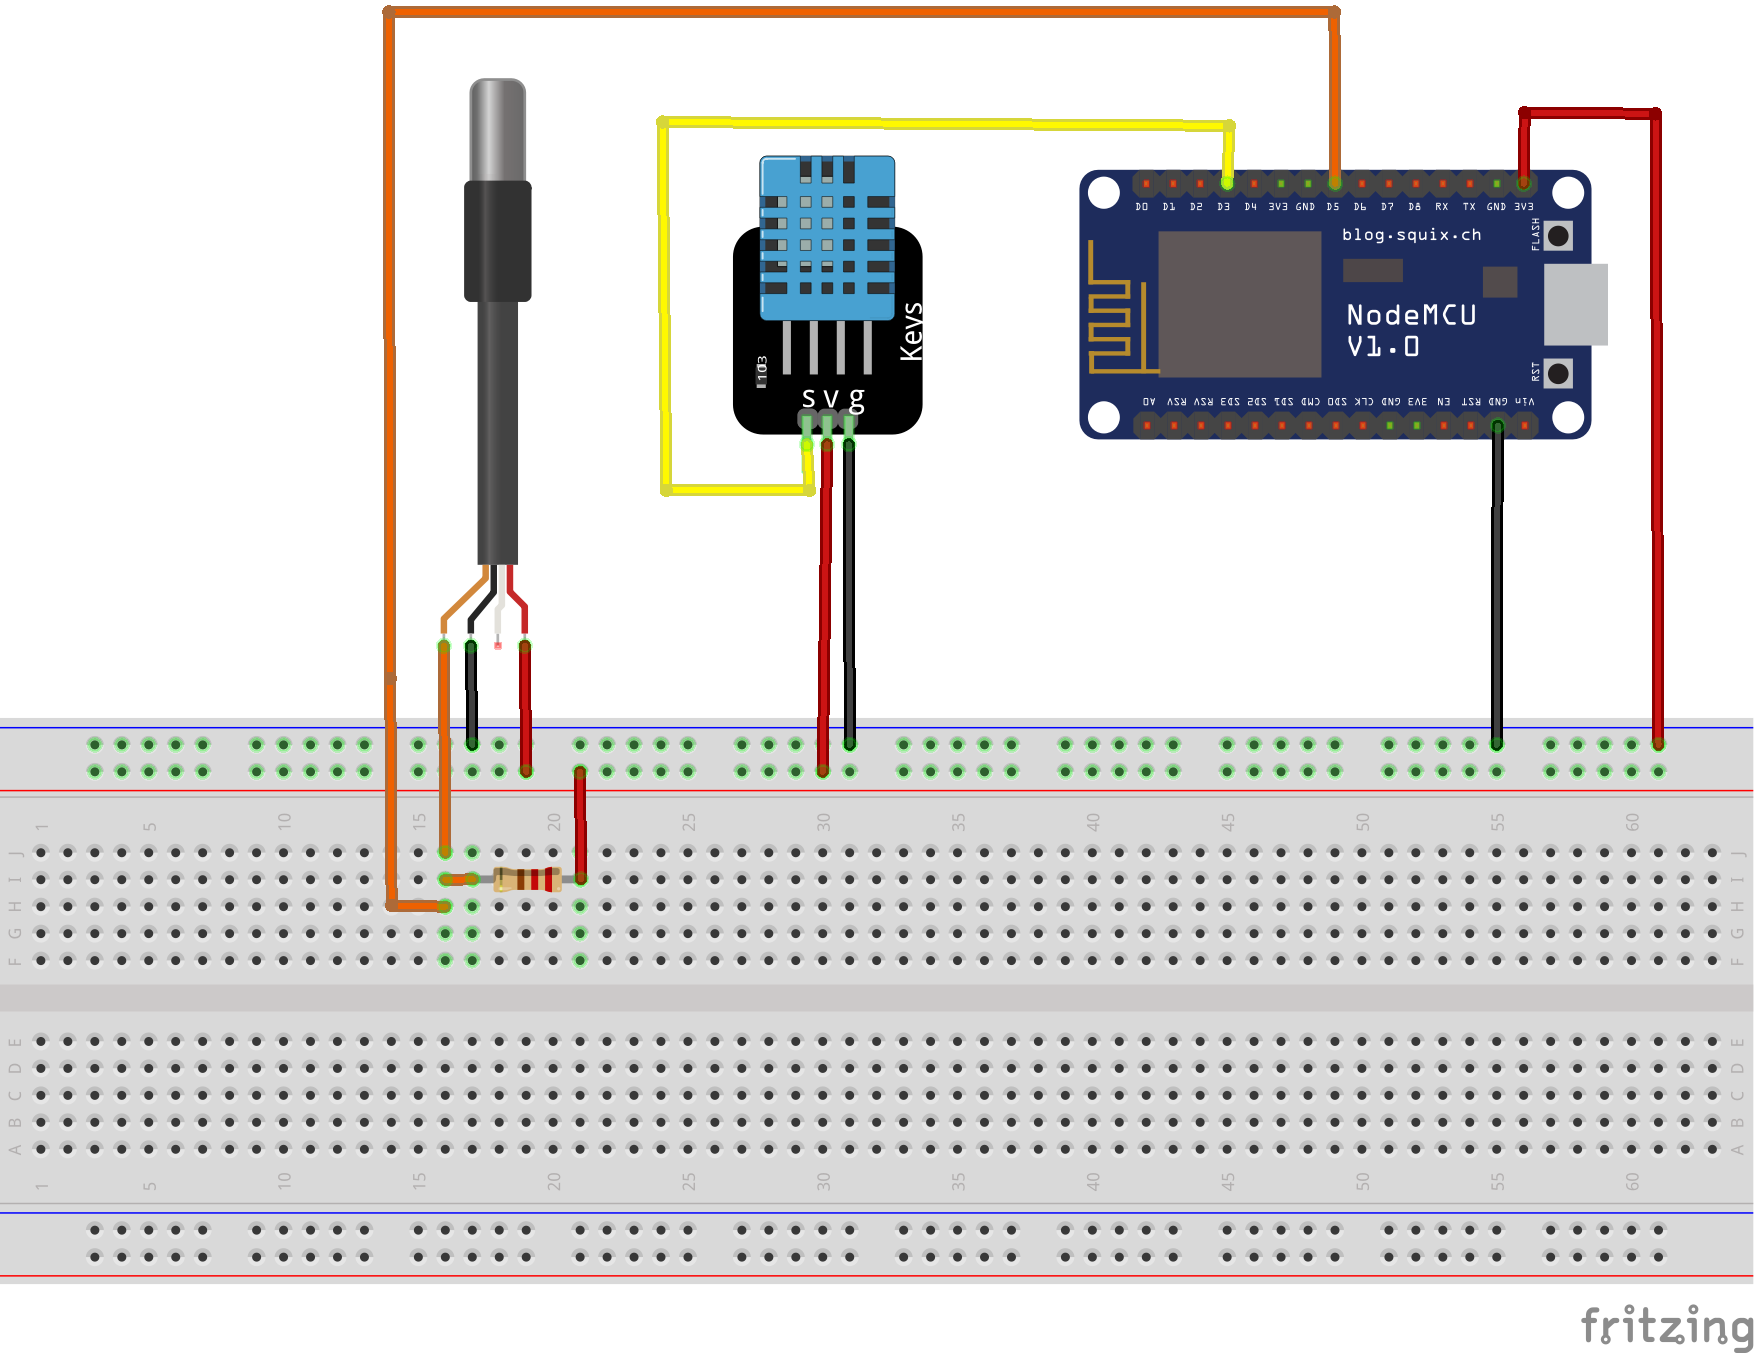 D0 D1 D2 D3 D4 3V3 GND D5 D6 D7 D8 RX TX GND 3V3
blog.squix.ch
FLASH
NodeMCU
V1.0
RST
A0 RSV RSV SD3 SD2 SD1 CMD SD0 CLK GND 3V3 EN RST GND Vin
Keys
103
s v g
1 5 10 15 20 25 30 35 40 45 50 55 60
J J
I I
H H
G G
F F
E E
D D
C C
B B
A A
1 5 10 15 20 25 30 35 40 45 50 55 60
fritzing